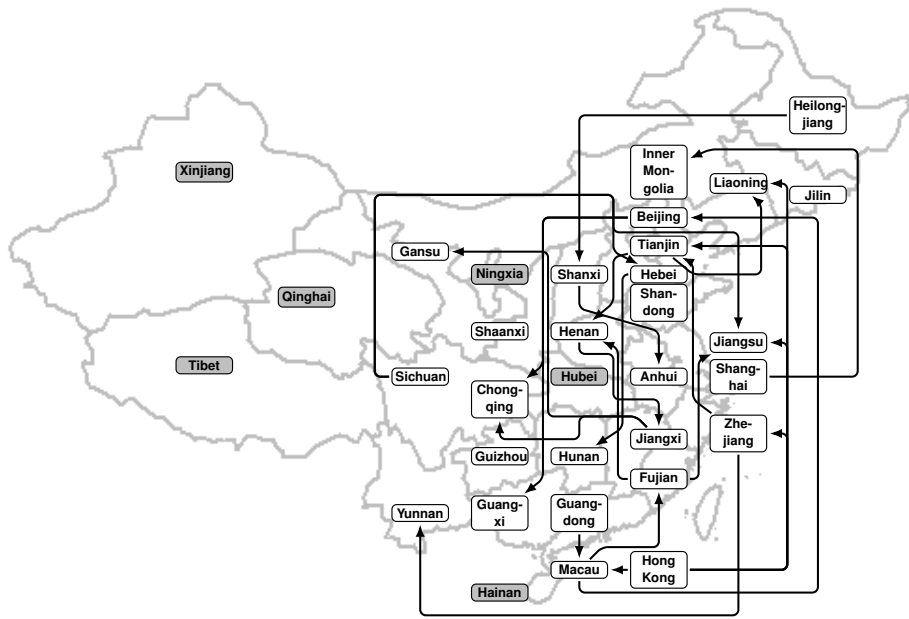 Heilong-
jiang
Inner
Mon-
golia
Xinjiang
Liaoning
Jilin
Beijing
Tianjin
Gansu
Ningxia
Shanxi
Hebei
Qinghai
Shan-
dong
Shaanxi
Henan
Jiangsu
Tibet
Sichuan
Hubei
Anhui
Shang-
hai
Chong-
qing
Zhe-
jiang
Jiangxi
Guizhou
Hunan
Fujian
Yunnan
Guang-
xi
Guang-
dong
Macau
Hong
Kong
Hainan